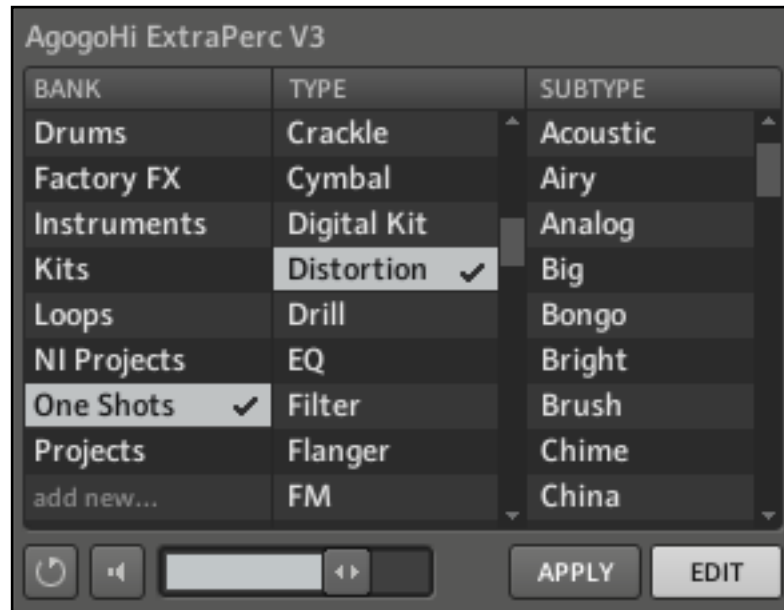 AgogoHi ExtraPerc V3
BANK TYPE SUBTYPE
Drums Crackle Acoustic
Factory FX Cymbal Airy
Instruments Digital Kit Analog
Kits Distortion Big
Loops Drill Bongo
NI Projects EQ Bright
One Shots Filter Brush
Projects Flanger Chime
add new... FM China
APPLY EDIT